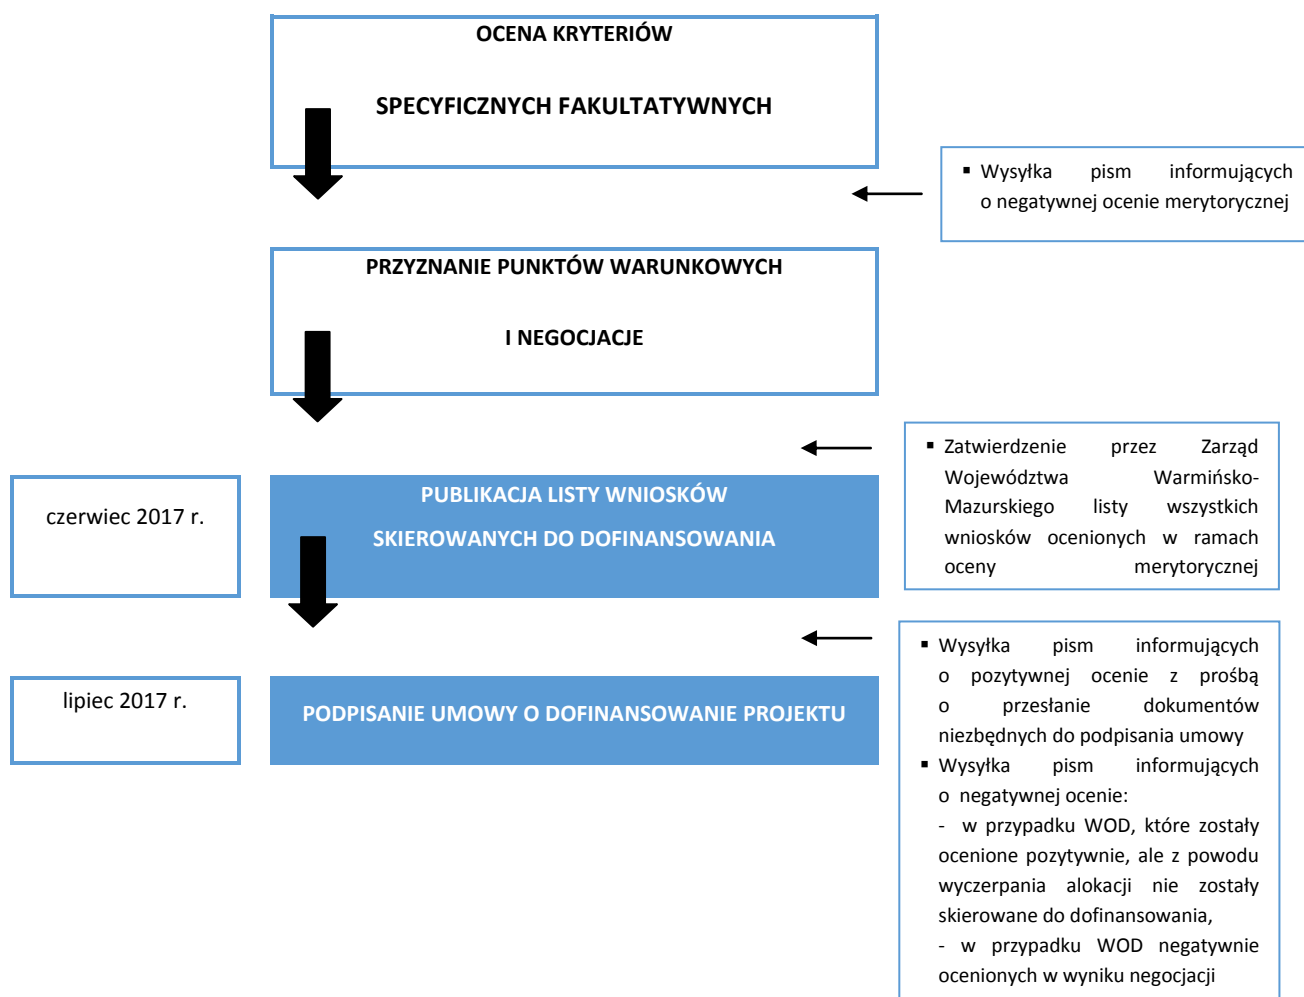 OCENA KRYTERIÓW
SPECYFICZNYCH FAKULTATYWNYCH
▪ Wysyłka pism informujących
o negatywnej ocenie merytorycznej
PRZYZNANIE PUNKTÓW WARUNKOWYCH
I NEGOCJACJE
▪ Zatwierdzenie przez Zarząd
Województwa Warmińsko-
Mazurskiego listy wszystkich
wniosków ocenionych w ramach
oceny merytorycznej
czerwiec 2017 r.
PUBLIKACJA LISTY WNIOSKÓW
SKIEROWANYCH DO DOFINANSOWANIA
lipiec 2017 r.
PODPISANIE UMOWY O DOFINANSOWANIE PROJEKTU
▪ Wysyłka pism informujących
o pozytywnej ocenie z prośbą
o przesłanie dokumentów
niezbędnych do podpisania umowy
▪ Wysyłka pism informujących
o negatywnej ocenie:
- w przypadku WOD, które zostały
ocenione pozytywnie, ale z powodu
wyczerpania alokacji nie zostały
skierowane do dofinansowania,
- w przypadku WOD negatywnie
ocenionych w wyniku negocjacji